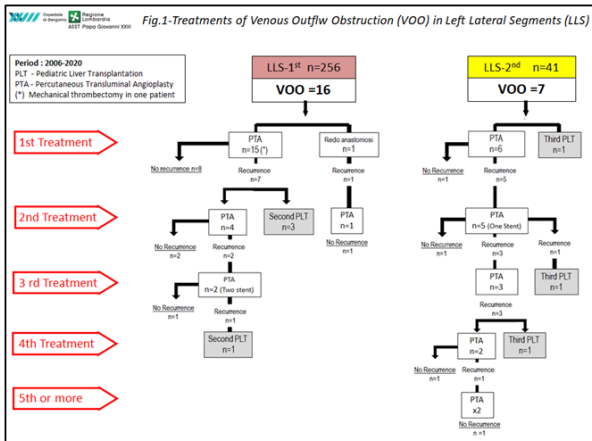 Ospedale
di Bergamo
Regione
Lombardia
ASST Papa Giovanni XXIII
Fig.1-Treatments of Venous Outflw Obstruction (VOO) in Left Lateral Segments (LLS)
Period : 2006-2020
PLT - Pediatric Liver Transplantation
PTA - Percutaneous Transluminal Angioplasty
(*) Mechanical thrombectomy in one patient
LLS-1st n=256
VOO =16
LLS-2nd n=41
VOO =7
1st Treatment
PTA
n=15(*)
Redo anastomosi
n=1
PTA
n=6
Third PLT
n=1
No recurrence n=8
Recurrence
n=7
Recurrence
n=1
No Recurrence
n=1
Recurrence
n=5
2nd Treatment
PTA
n=4
Second PLT
n=3
PTA
n=1
PTA
n=5 (One Stent)
No Recurrence
n=2
Recurrence
n=2
No Recurrence
n=1
No Recurrence
n=1
Recurrence
n=3
Recurrence
n=1
3 rd Treatment
PTA
n=2 (Two stent)
PTA
n=3
Third PLT
n=1
No Recurrence
n=1
Recurrence
n=1
Recurrence
n=3
4th Treatment
Second PLT
n=1
PTA
n=2
Third PLT
n=1
No Recurrence
n=1
Recurrence
n=1
5th or more
PTA
x2
No Recurrence
n=1